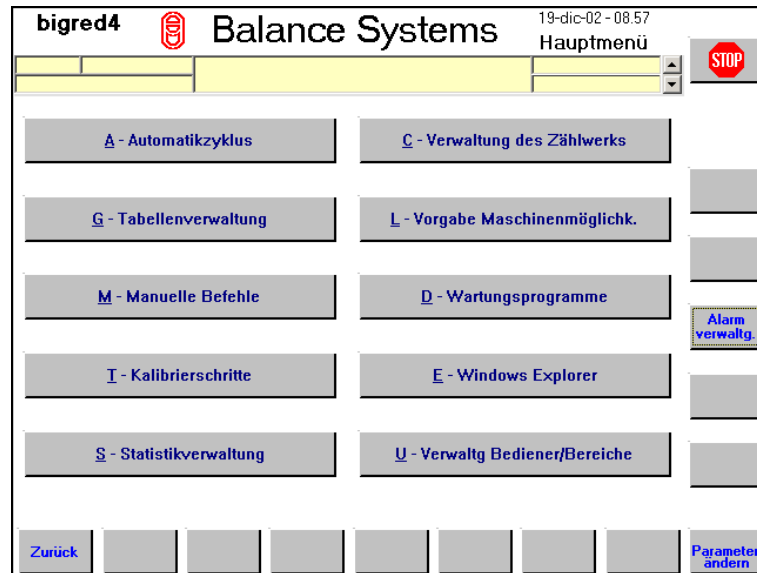 bigred4
Balance Systems
19-dic-02 - 08.57
Hauptmenü
STOP
A - Automatikzyklus
C - Verwaltung des Zählwerks
G - Tabellenverwaltung
L - Vorgabe Maschinenmöglichk.
M - Manuelle Befehle
D - Wartungsprogramme
Alarm
verwaltg.
T - Kalibrierschritte
E - Windows Explorer
S - Statistikverwaltung
U - Verwaltg Bediener/Bereiche
Zurück
Parameter
ändern